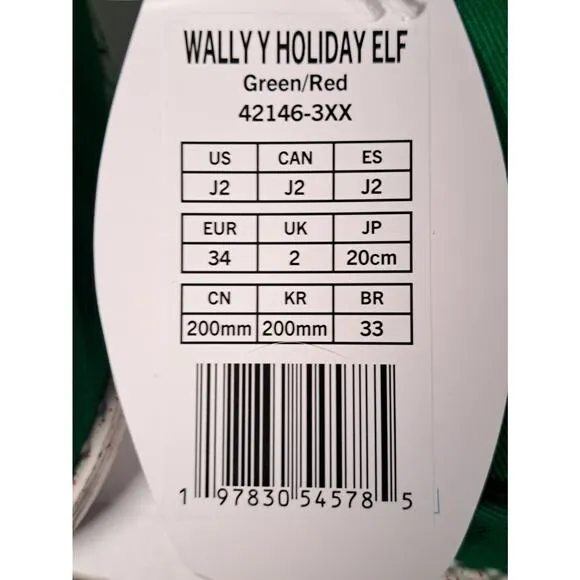 WALLY Y HOLIDAY ELF
Green/Red
42146-3XX
US CAN ES
J2 J2 J2
EUR UK JP
34 2 20cm
CN KR BR
200mm 200mm 33
1 97830 54578 5